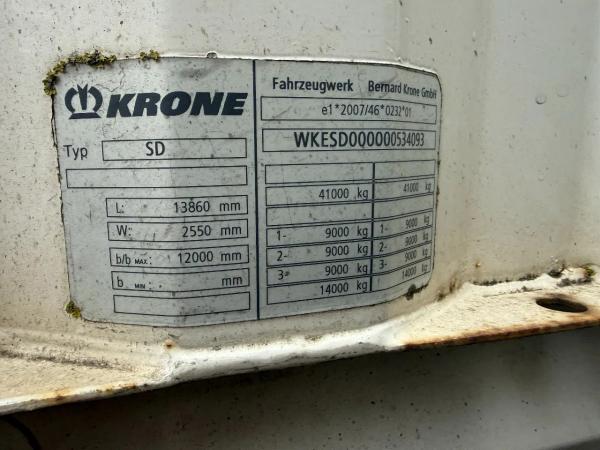 KRONE
Typ SD
L: 13860 mm
W: 2550 mm
b/b MAX: 12000 mm
b MIN: mm
Fahrzeugwerk Bernard Krone GmbH
e1*2007/46*0232*01
WKESD000000534093
41000 kg 41000 kg
1- 9000 kg 1- 9000 kg
2- 9000 kg 2- 9000 kg
3- 9000 kg 3- 9000 kg
14000 kg 14000 kg